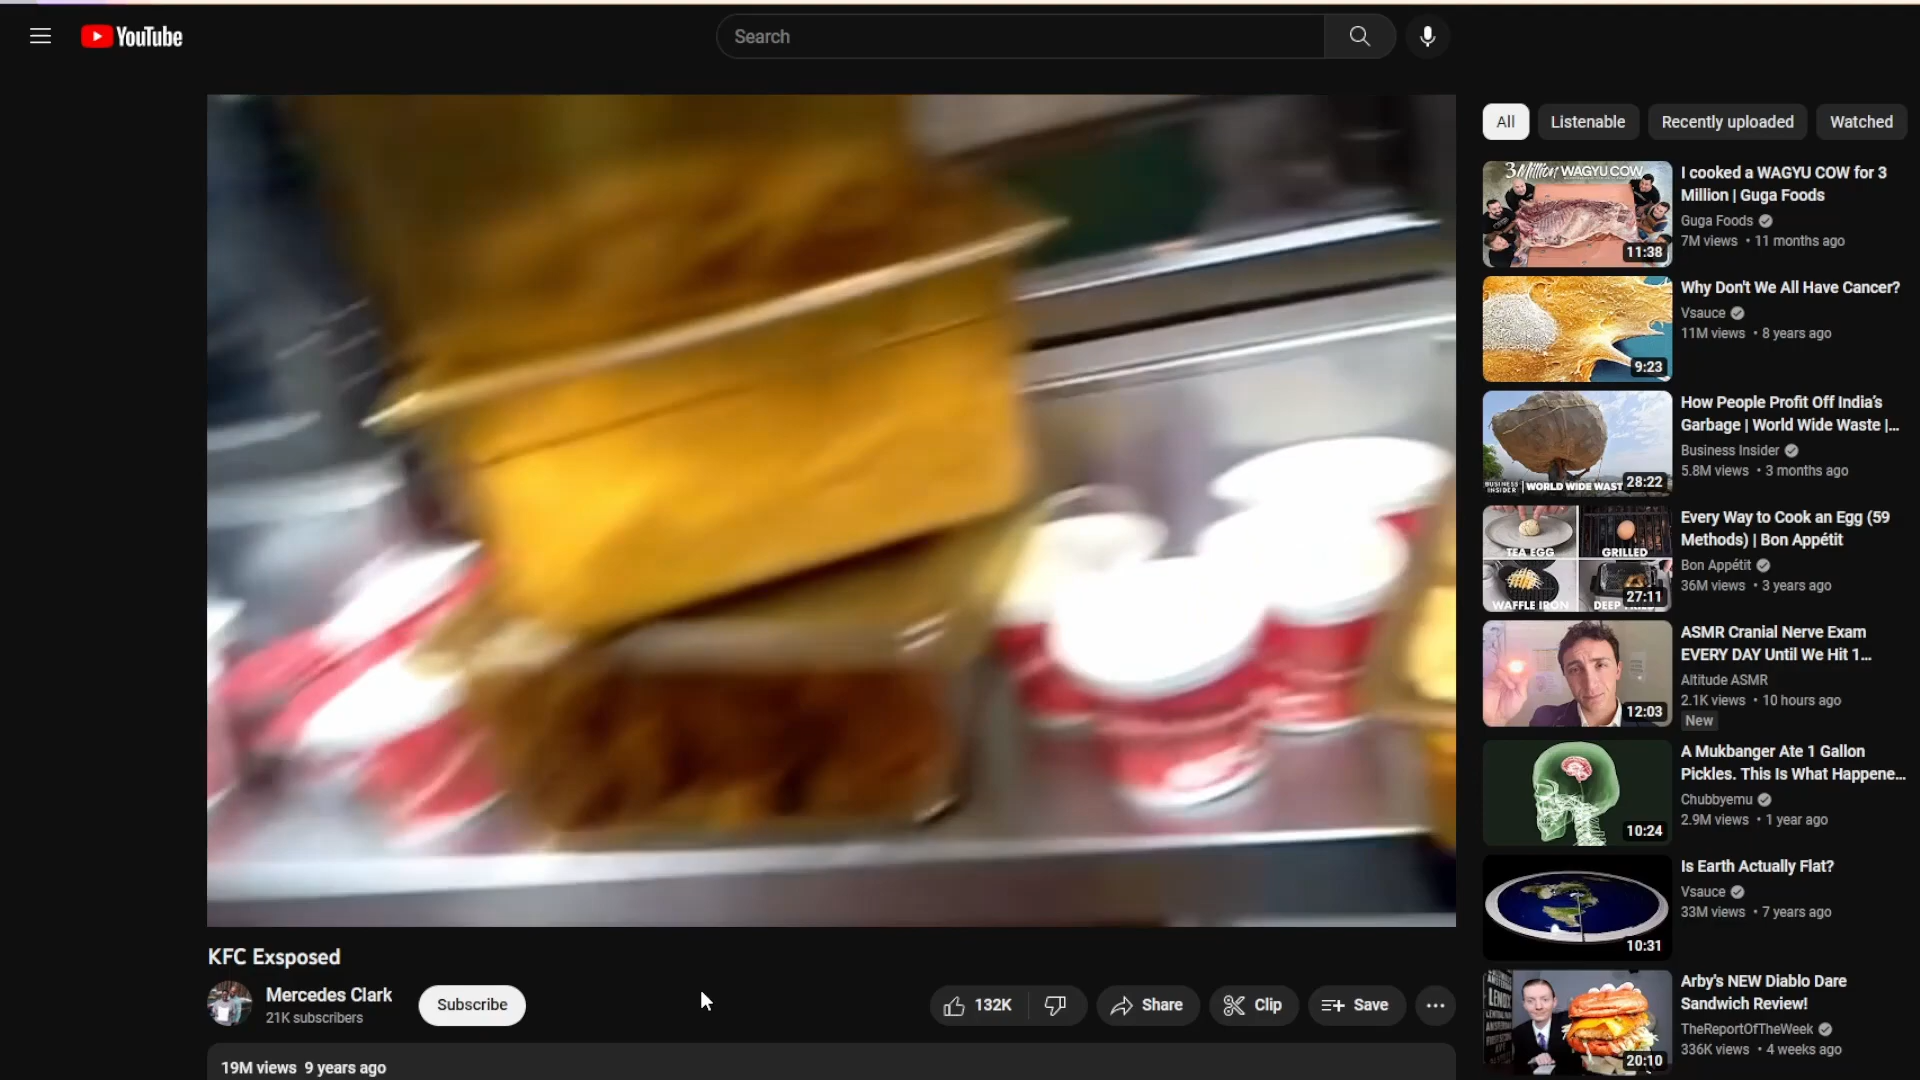 YouTube
Search
All
Listenable
Recently uploaded
Watched
3 Million WAGYU COW
11:38
I cooked a WAGYU COW for 3
Million | Guga Foods
Guga Foods
7M views • 11 months ago
9:23
Why Don't We All Have Cancer?
Vsauce
11M views • 8 years ago
BUSINESS
INSIDER | WORLD WIDE WAST
28:22
How People Profit Off India's
Garbage | World Wide Waste |...
Business Insider
5.8M views • 3 months ago
TEA EGG
GRILLED
WAFFLE IRON
DEEP
27:11
Every Way to Cook an Egg (59
Methods) | Bon Appétit
Bon Appétit
36M views • 3 years ago
12:03
ASMR Cranial Nerve Exam
EVERY DAY Until We Hit 1...
Altitude ASMR
2.1K views • 10 hours ago
New
10:24
A Mukbanger Ate 1 Gallon
Pickles. This Is What Happene...
Chubbyemu
2.9M views • 1 year ago
10:31
Is Earth Actually Flat?
Vsauce
33M views • 7 years ago
20:10
Arby's NEW Diablo Dare
Sandwich Review!
TheReportOfTheWeek
336K views • 4 weeks ago
KFC Exsposed
Mercedes Clark
21K subscribers
Subscribe
132K
Share
Clip
Save
19M views 9 years ago